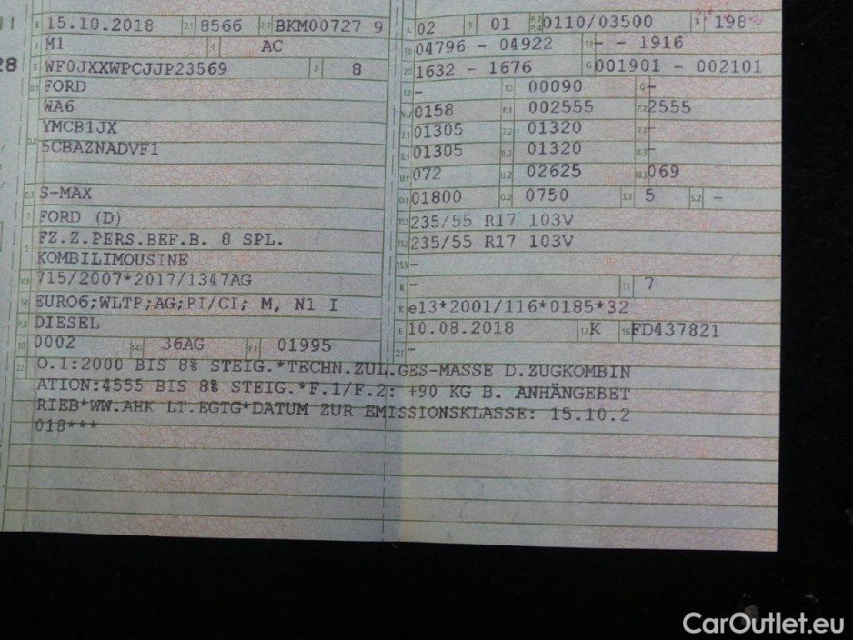 15.10.2018 8566 BKM00727 9
M1 AC
28
WF0JXXWPCJJP23569 8
FORD
WA6
YMCB1JX
5CBAZNADVF1
S-MAX
FORD (D)
FZ.Z.PERS.BEF.B. 8 SPL.
KOMBILIMOUSINE
715/2007*2017/1347AG
EURO6;WLTP;AG;PI/CI; M, N1 I
DIESEL
0002 36AG 01995
02 01 0110/03500 198
04796 - 04922 - - 1916
1632 - 1676 001901 - 002101
- 00090 -
0158 002555 2555
01305 01320 -
01305 01320 -
072 02625 069
01800 0750 5 -
235/55 R17 103V
235/55 R17 103V
-
- 7
e13*2001/116*0185*32
10.08.2018 K FD437821
-
O.1:2000 BIS 8% STEIG.*TECHN.ZUL.GES-MASSE D.ZUGKOMBIN
ATION:4555 BIS 8% STEIG.*F.1/F.2: +90 KG B. ANHÄNGEBET
RIEB*WW.AHK LT.EGTG*DATUM ZUR EMISSIONSKLASSE: 15.10.2
018***
CarOutlet.eu